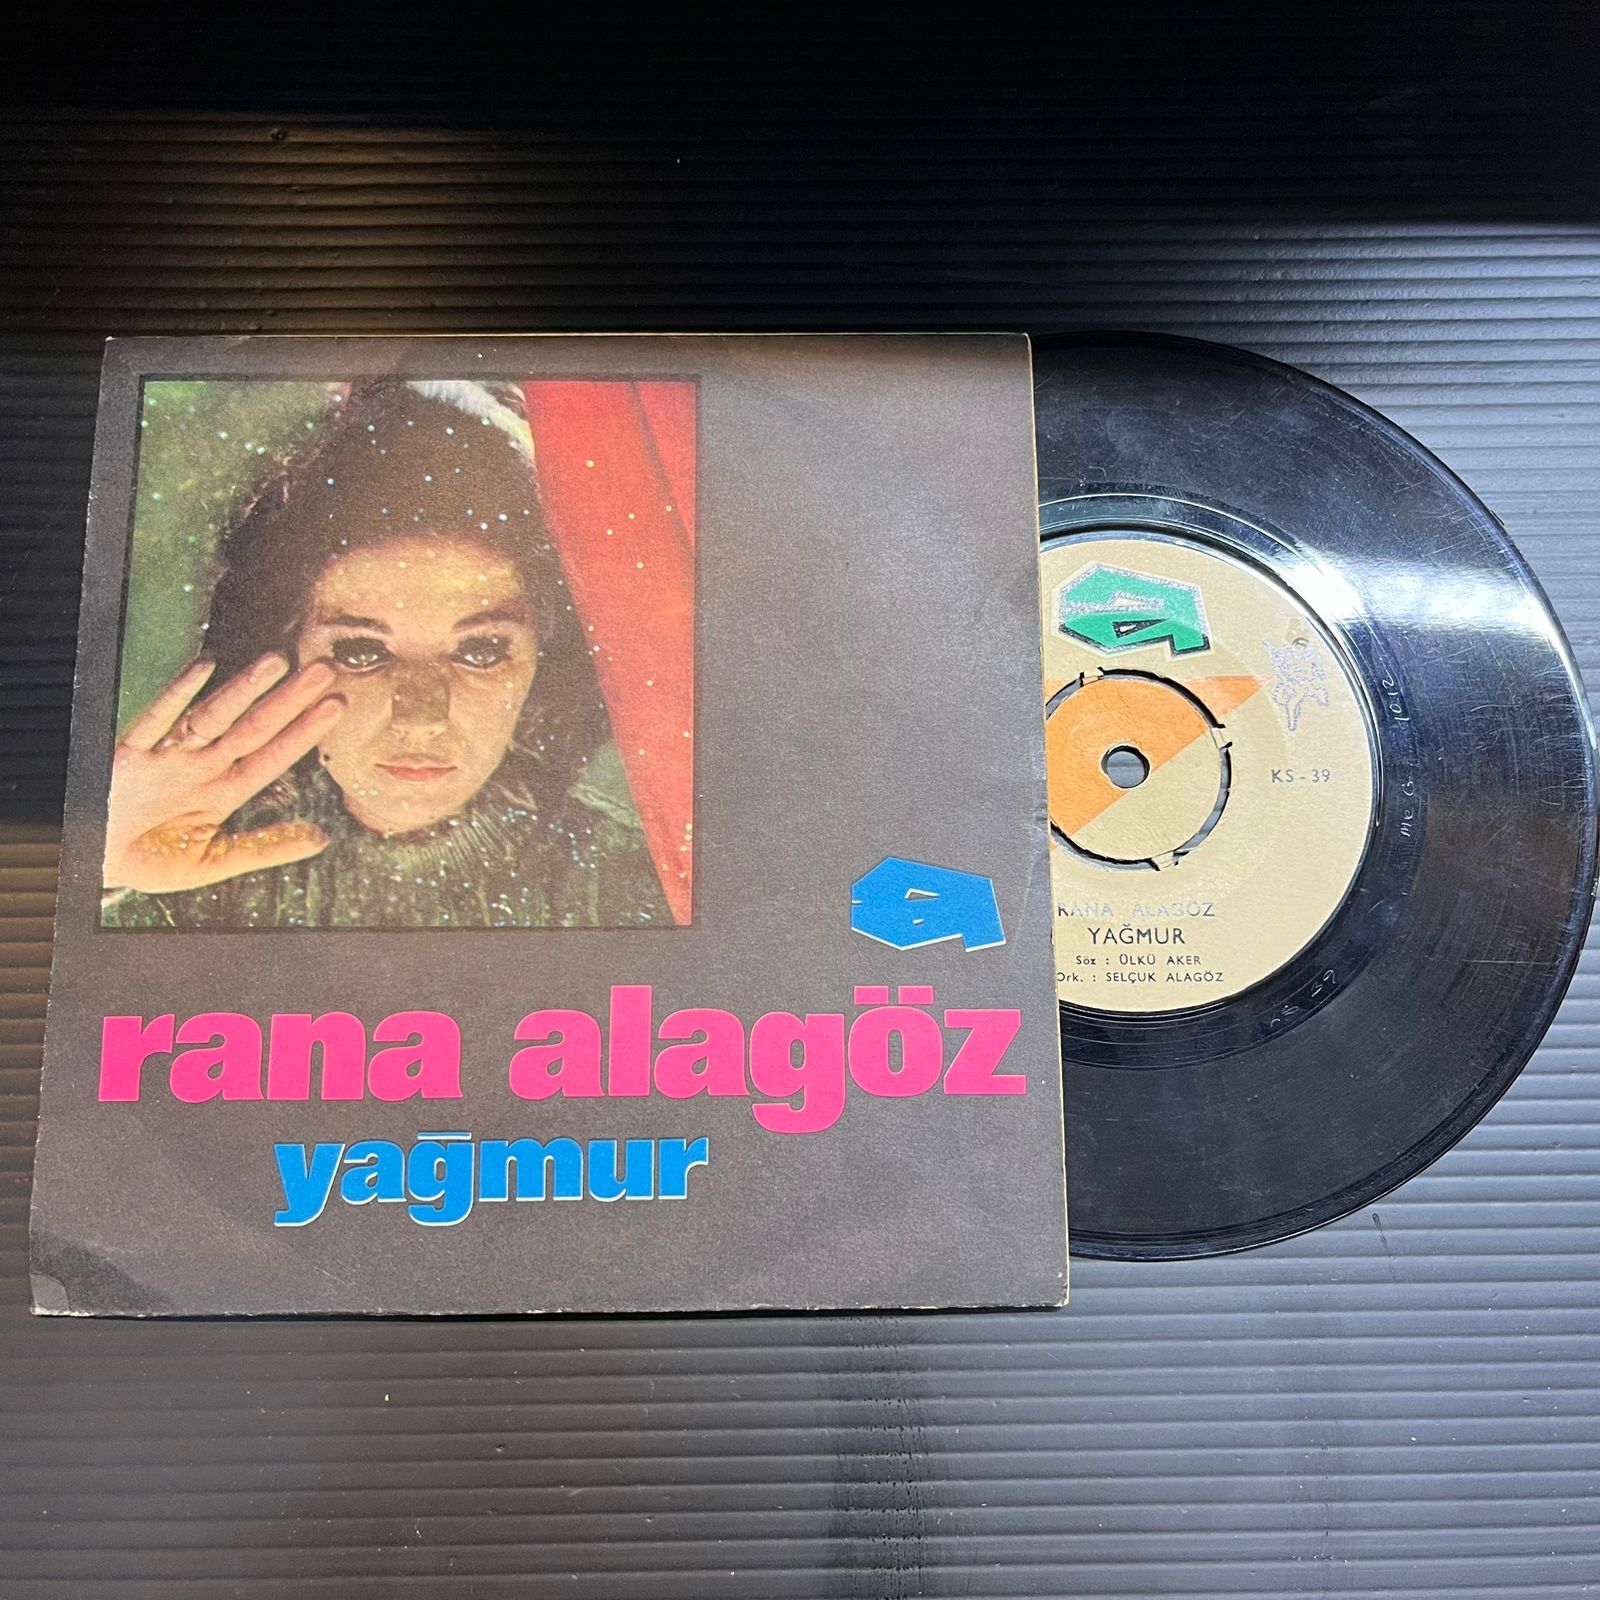 rana alagöz
yağmur
KS - 39
RANA ALAGÖZ
YAĞMUR
Söz : ÜLKÜ AKER
Ork. : SELÇUK ALAGÖZ